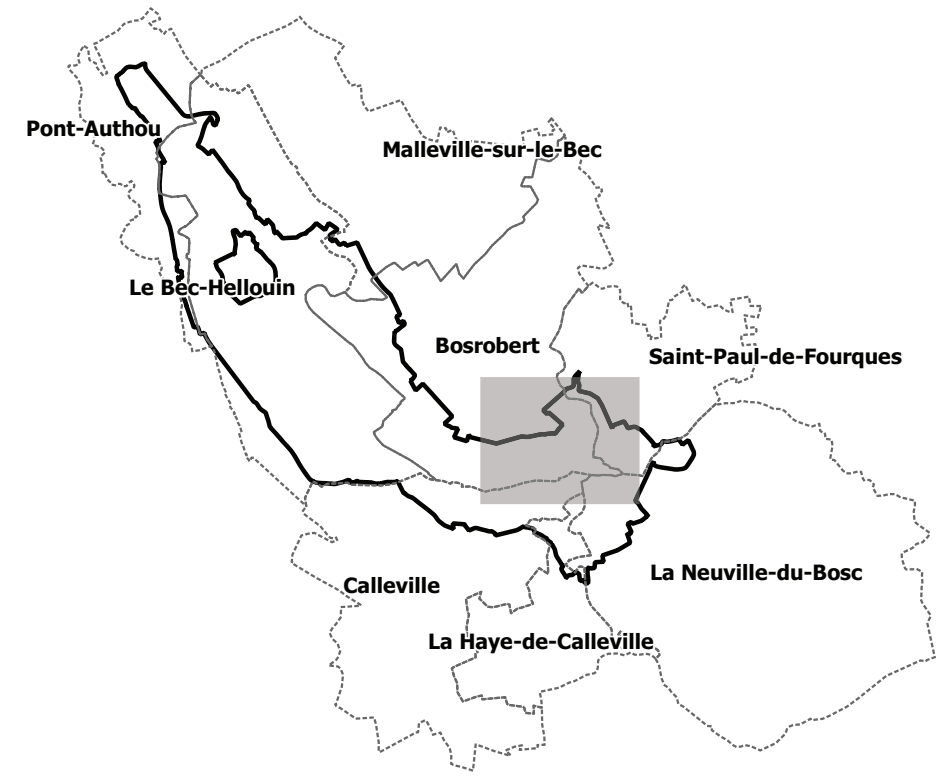 Pont-Authou
Malleville-sur-le-Bec
Le Bec-Hellouin
Bosrobert
Saint-Paul-de-Fourques
La Neuville-du-Bosc
Calleville
La Haye-de-Calleville